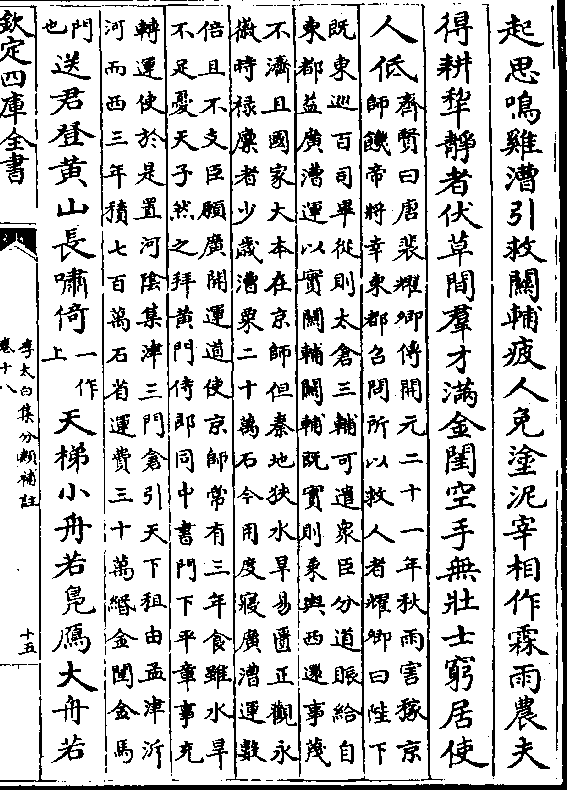 起思鳴雞漕引救關輔疲人免塗泥宰相作霖雨農夫
得耕犂靜者伏草間羣才滿金閨空手無壯士窮居使
人低
齊賢曰唐裴耀卿傳開元二十一年秋雨害稼京
師饑帝將幸東都召問所以救人者耀卿曰陛下
既東巡百司畢從則太倉三輔可遣衆臣分道賑給自
東都益廣漕運以實關輔關輔既實則乘輿西還事蔑
不濟且國家大本在京師但秦地狹水旱易匱正觀永
徽時禄廪者少歲漕粟二十萬石今用度寖廣漕運數
倍且不支臣願廣開運道使京師常有三年食雖水旱
不足憂天子然之拜黄門侍郎同中書門下平章事充
轉運使於是置河陰集津三門倉引天下租由孟津泝
河而西三年積七百萬石省運費三十萬緡金閨金馬
門
也
送君登黄山長嘯倚
一作
上
天梯小舟若鳬鴈大舟若
欽定四庫全書
李太白集分類補註
卷十八
十五